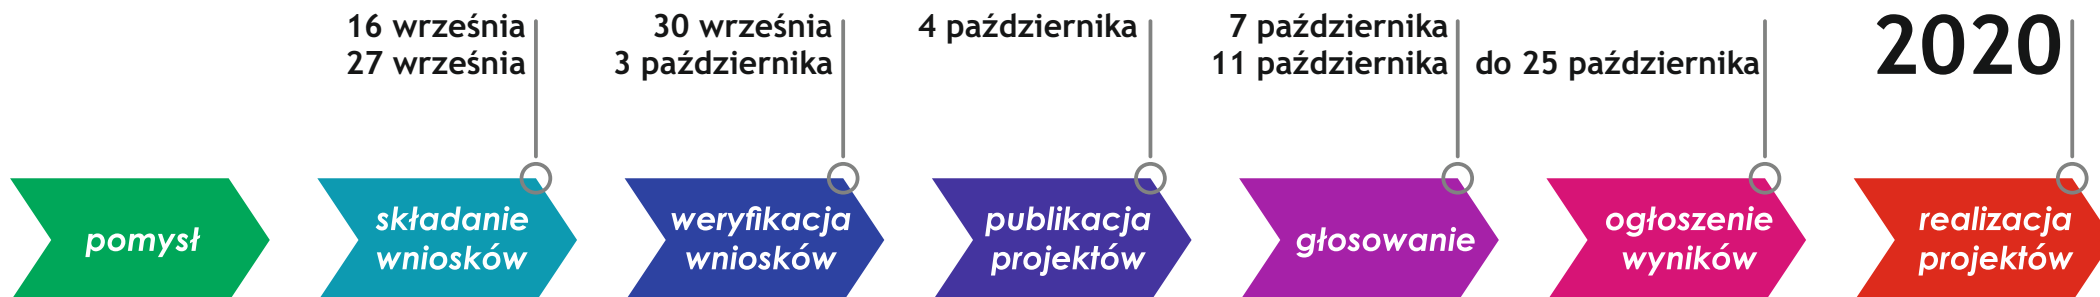 pomysł
16 września
27 września
składanie
wniosków
30 września
3 października
weryfikacja
wniosków
4 października
publikacja
projektów
7 października
11 października
głosowanie
do 25 października
ogłoszenie
wyników
2020
realizacja
projektów